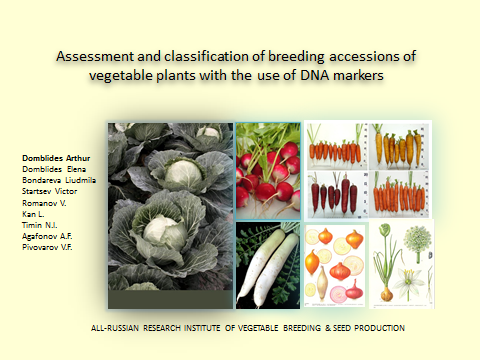 Assessment and classification of breeding accessions of
vegetable plants with the use of DNA markers
Domblides Arthur
Domblides Elena
Bondareva Liudmila
Startsev Victor
Romanov V.
Kan L.
Timin N.I.
Agafonov A.F.
Pivovarov V.F.
ALL-RUSSIAN RESEARCH INSTITUTE OF VEGETABLE BREEDING & SEED PRODUCTION